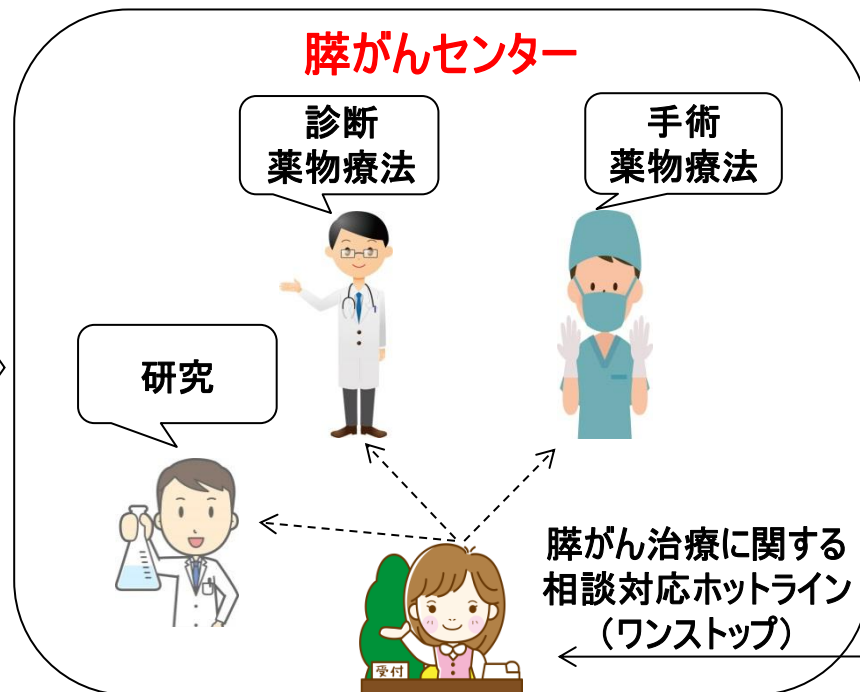 膵がんセンター
診断
薬物療法
手術
薬物療法
研究
膵がん治療に関する
相談対応ホットライン
（ワンストップ）
受付